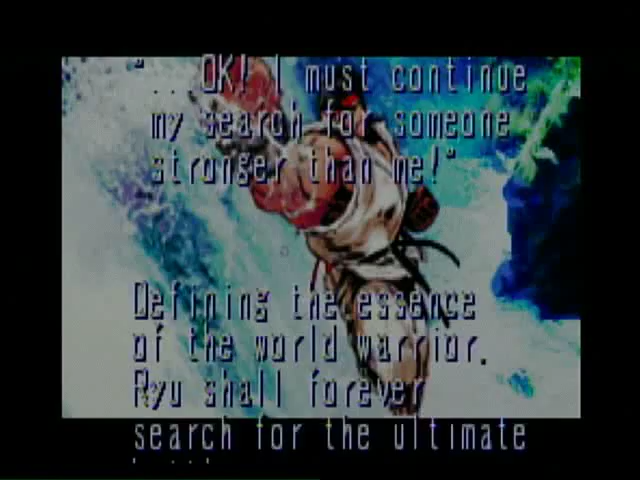 "...OK! I must continue
my search for someone
stronger than me!"
Defining the essence
of the world warrior.
Ryu shall forever
search for the ultimate